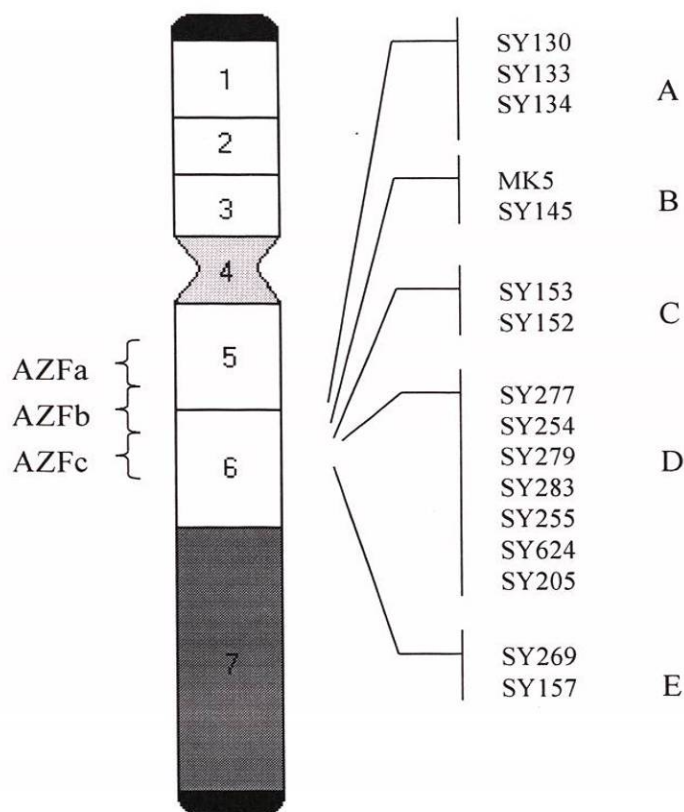 1
2
3
4
5
6
7
AZFa
AZFb
AZFc
SY130
SY133
SY134
A
MK5
SY145
B
SY153
SY152
C
SY277
SY254
SY279
SY283
SY255
SY624
SY205
D
SY269
SY157
E